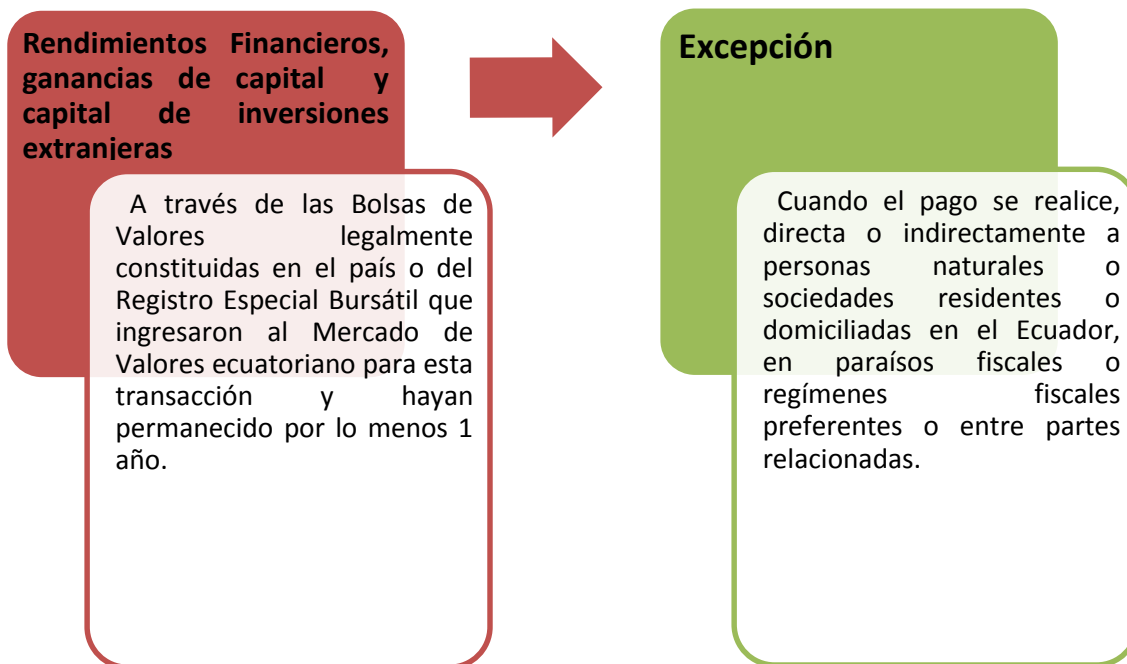 Rendimientos Financieros,
ganancias de capital y
capital de inversiones
extranjeras
A través de las Bolsas de
Valores legalmente
constituidas en el país o del
Registro Especial Bursátil que
ingresaron al Mercado de
Valores ecuatoriano para esta
transacción y hayan
permanecido por lo menos 1
año.
Excepción
Cuando el pago se realice,
directa o indirectamente a
personas naturales o
sociedades residentes o
domiciliadas en el Ecuador,
en paraísos fiscales o
regímenes fiscales
preferentes o entre partes
relacionadas.